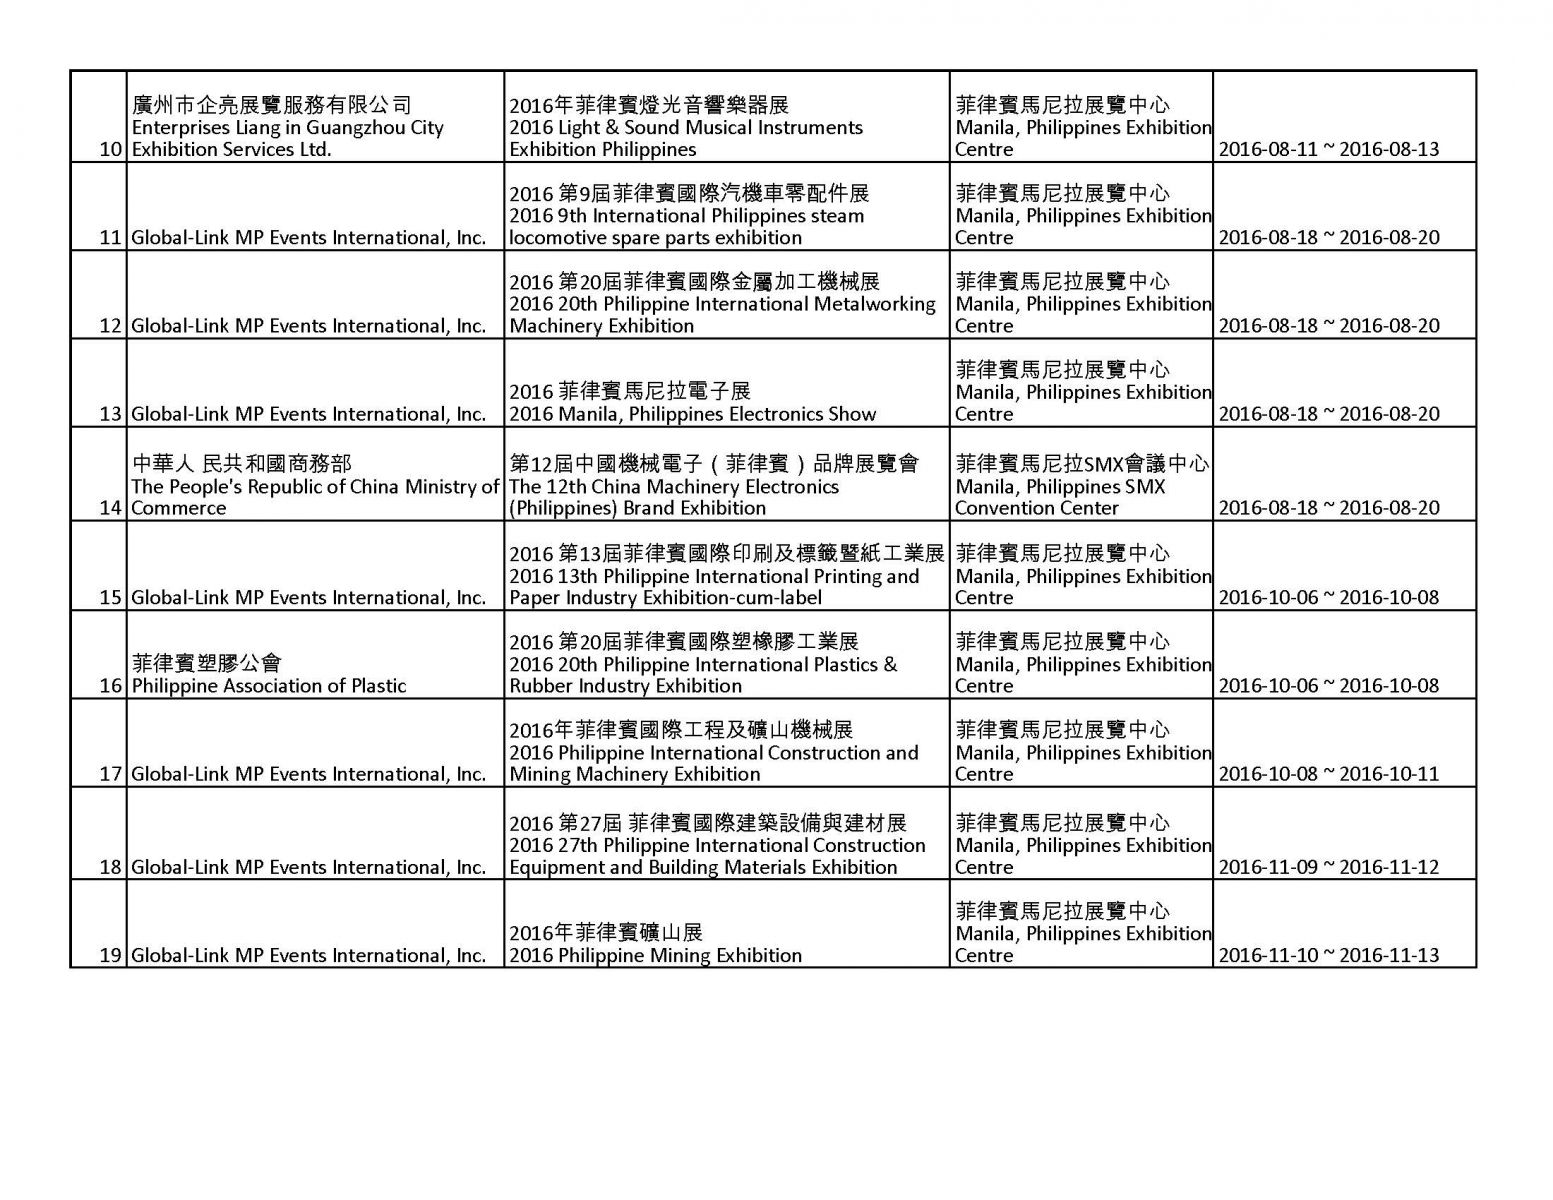 10
廣州市企亮展覽服務有限公司
Enterprises Liang in Guangzhou City
Exhibition Services Ltd.
2016年菲律賓燈光音響樂器展
2016 Light & Sound Musical Instruments
Exhibition Philippines
菲律賓馬尼拉展覽中心
Manila, Philippines Exhibition
Centre
2016-08-11 ~ 2016-08-13
11
Global-Link MP Events International, Inc.
2016 第9屆菲律賓國際汽機車零配件展
2016 9th International Philippines steam
locomotive spare parts exhibition
菲律賓馬尼拉展覽中心
Manila, Philippines Exhibition
Centre
2016-08-18 ~ 2016-08-20
12
Global-Link MP Events International, Inc.
2016 第20屆菲律賓國際金屬加工機械展
2016 20th Philippine International Metalworking
Machinery Exhibition
菲律賓馬尼拉展覽中心
Manila, Philippines Exhibition
Centre
2016-08-18 ~ 2016-08-20
13
Global-Link MP Events International, Inc.
2016 菲律賓馬尼拉電子展
2016 Manila, Philippines Electronics Show
菲律賓馬尼拉展覽中心
Manila, Philippines Exhibition
Centre
2016-08-18 ~ 2016-08-20
14
中華人 民共和國商務部
The People's Republic of China Ministry of
Commerce
第12屆中國機械電子（菲律賓）品牌展覽會
The 12th China Machinery Electronics
(Philippines) Brand Exhibition
菲律賓馬尼拉SMX會議中心
Manila, Philippines SMX
Convention Center
2016-08-18 ~ 2016-08-20
15
Global-Link MP Events International, Inc.
2016 第13屆菲律賓國際印刷及標籤暨紙工業展
2016 13th Philippine International Printing and
Paper Industry Exhibition-cum-label
菲律賓馬尼拉展覽中心
Manila, Philippines Exhibition
Centre
2016-10-06 ~ 2016-10-08
16
菲律賓塑膠公會
Philippine Association of Plastic
2016 第20屆菲律賓國際塑橡膠工業展
2016 20th Philippine International Plastics &
Rubber Industry Exhibition
菲律賓馬尼拉展覽中心
Manila, Philippines Exhibition
Centre
2016-10-06 ~ 2016-10-08
17
Global-Link MP Events International, Inc.
2016年菲律賓國際工程及礦山機械展
2016 Philippine International Construction and
Mining Machinery Exhibition
菲律賓馬尼拉展覽中心
Manila, Philippines Exhibition
Centre
2016-10-08 ~ 2016-10-11
18
Global-Link MP Events International, Inc.
2016 第27屆 菲律賓國際建築設備與建材展
2016 27th Philippine International Construction
Equipment and Building Materials Exhibition
菲律賓馬尼拉展覽中心
Manila, Philippines Exhibition
Centre
2016-11-09 ~ 2016-11-12
19
Global-Link MP Events International, Inc.
2016年菲律賓礦山展
2016 Philippine Mining Exhibition
菲律賓馬尼拉展覽中心
Manila, Philippines Exhibition
Centre
2016-11-10 ~ 2016-11-13